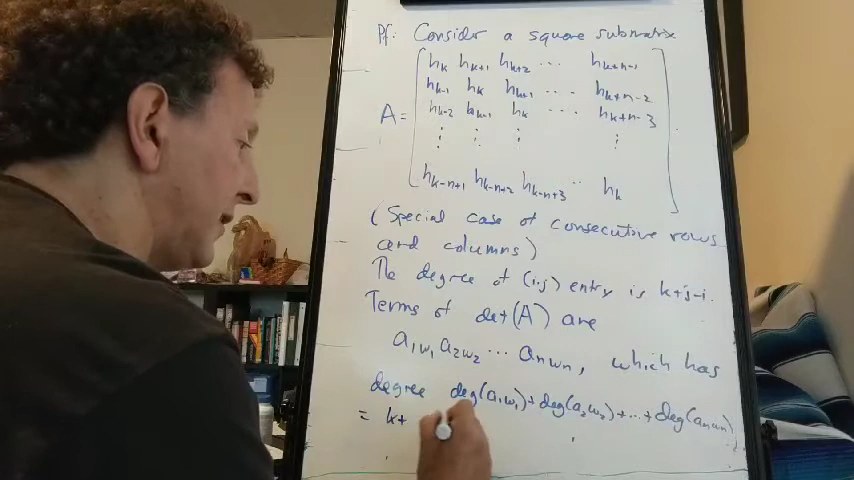 Pf: Consider a square submatrix
h_k h_{k+1} h_{k+2} ... h_{k+n-1}
h_{k-1} h_k h_{k+1} ... h_{k+n-2}
A = h_{k-2} h_{k-1} h_k ... h_{k+n-3}
⋮ ⋮ ⋮ ⋮
h_{k-n+1} h_{k-n+2} h_{k-n+3} .. h_k
(Special case of consecutive rows
and columns)
The degree of (i,j) entry is k+j-i.
Terms of det(A) are
a_{1w_1} a_{2w_2} ... a_{nw_n}, which has
degree deg(a_{1w_1}) + deg(a_{2w_2}) + ... + deg(a_{nw_n})
= k+